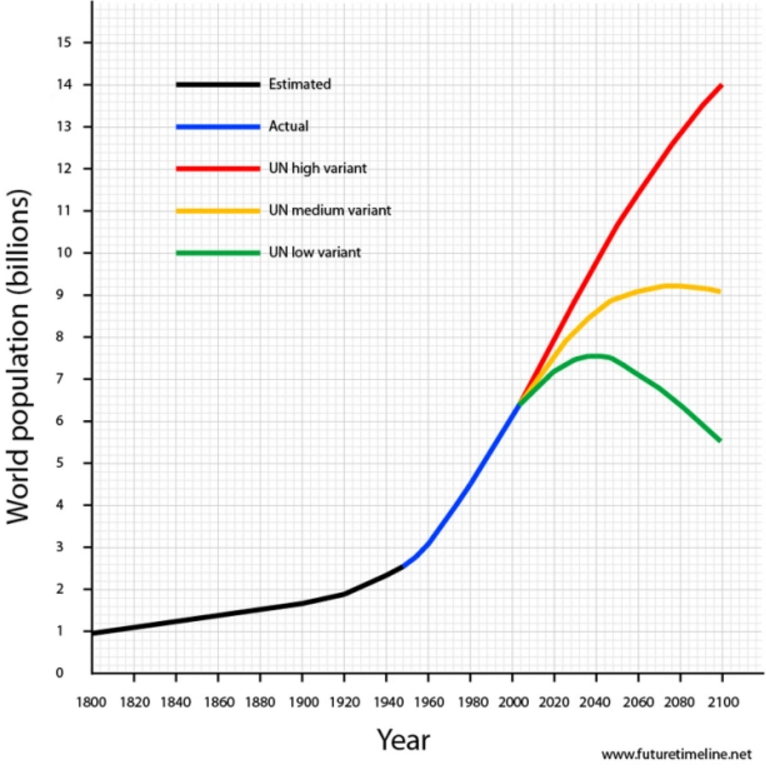 World population (billions)
15
14
13
12
11
10
9
8
7
6
5
4
3
2
1
0
Estimated
Actual
UN high variant
UN medium variant
UN low variant
1800 1820 1840 1860 1880 1900 1920 1940 1960 1980 2000 2020 2040 2060 2080 2100
Year
www.futuretimeline.net